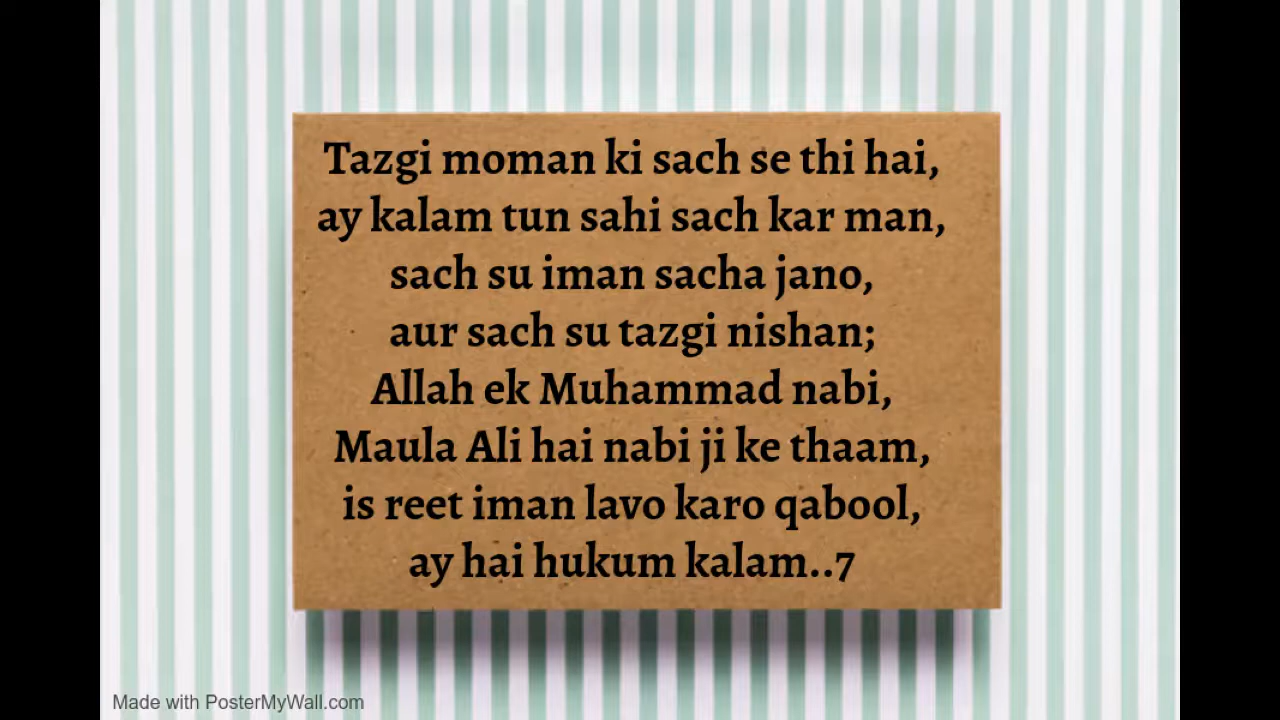 Tazgi moman ki sach se thi hai,
ay kalam tun sahi sach kar man,
sach su iman sacha jano,
aur sach su tazgi nishan;
Allah ek Muhammad nabi,
Maula Ali hai nabi ji ke thaam,
is reet iman lavo karo qabool,
ay hai hukum kalam..7
Made with PosterMyWall.com